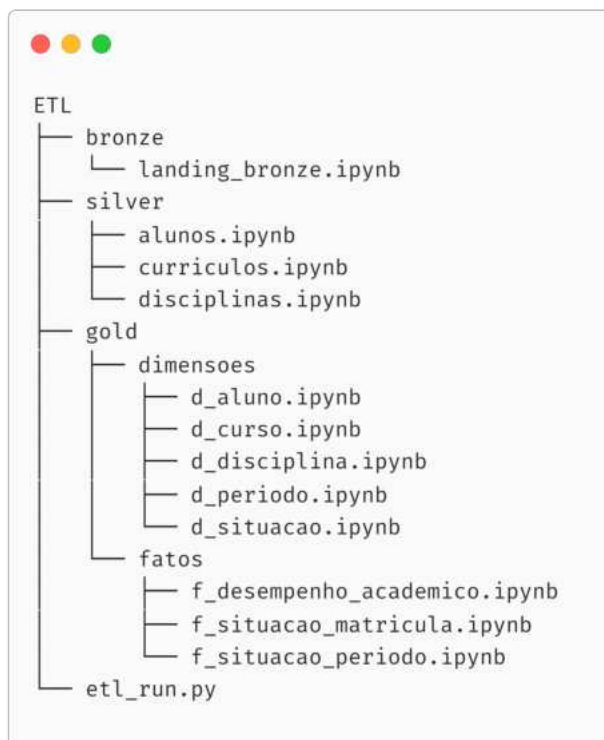 ETL
├── bronze
│   └── landing_bronze.ipynb
├── silver
│   ├── alunos.ipynb
│   ├── curriculos.ipynb
│   └── disciplinas.ipynb
├── gold
│   ├── dimensoes
│   │   ├── d_aluno.ipynb
│   │   ├── d_curso.ipynb
│   │   ├── d_disciplina.ipynb
│   │   ├── d_periodo.ipynb
│   │   └── d_situacao.ipynb
│   └── fatos
│       ├── f_desempenho_academico.ipynb
│       ├── f_situacao_matricula.ipynb
│       └── f_situacao_periodo.ipynb
└── etl_run.py